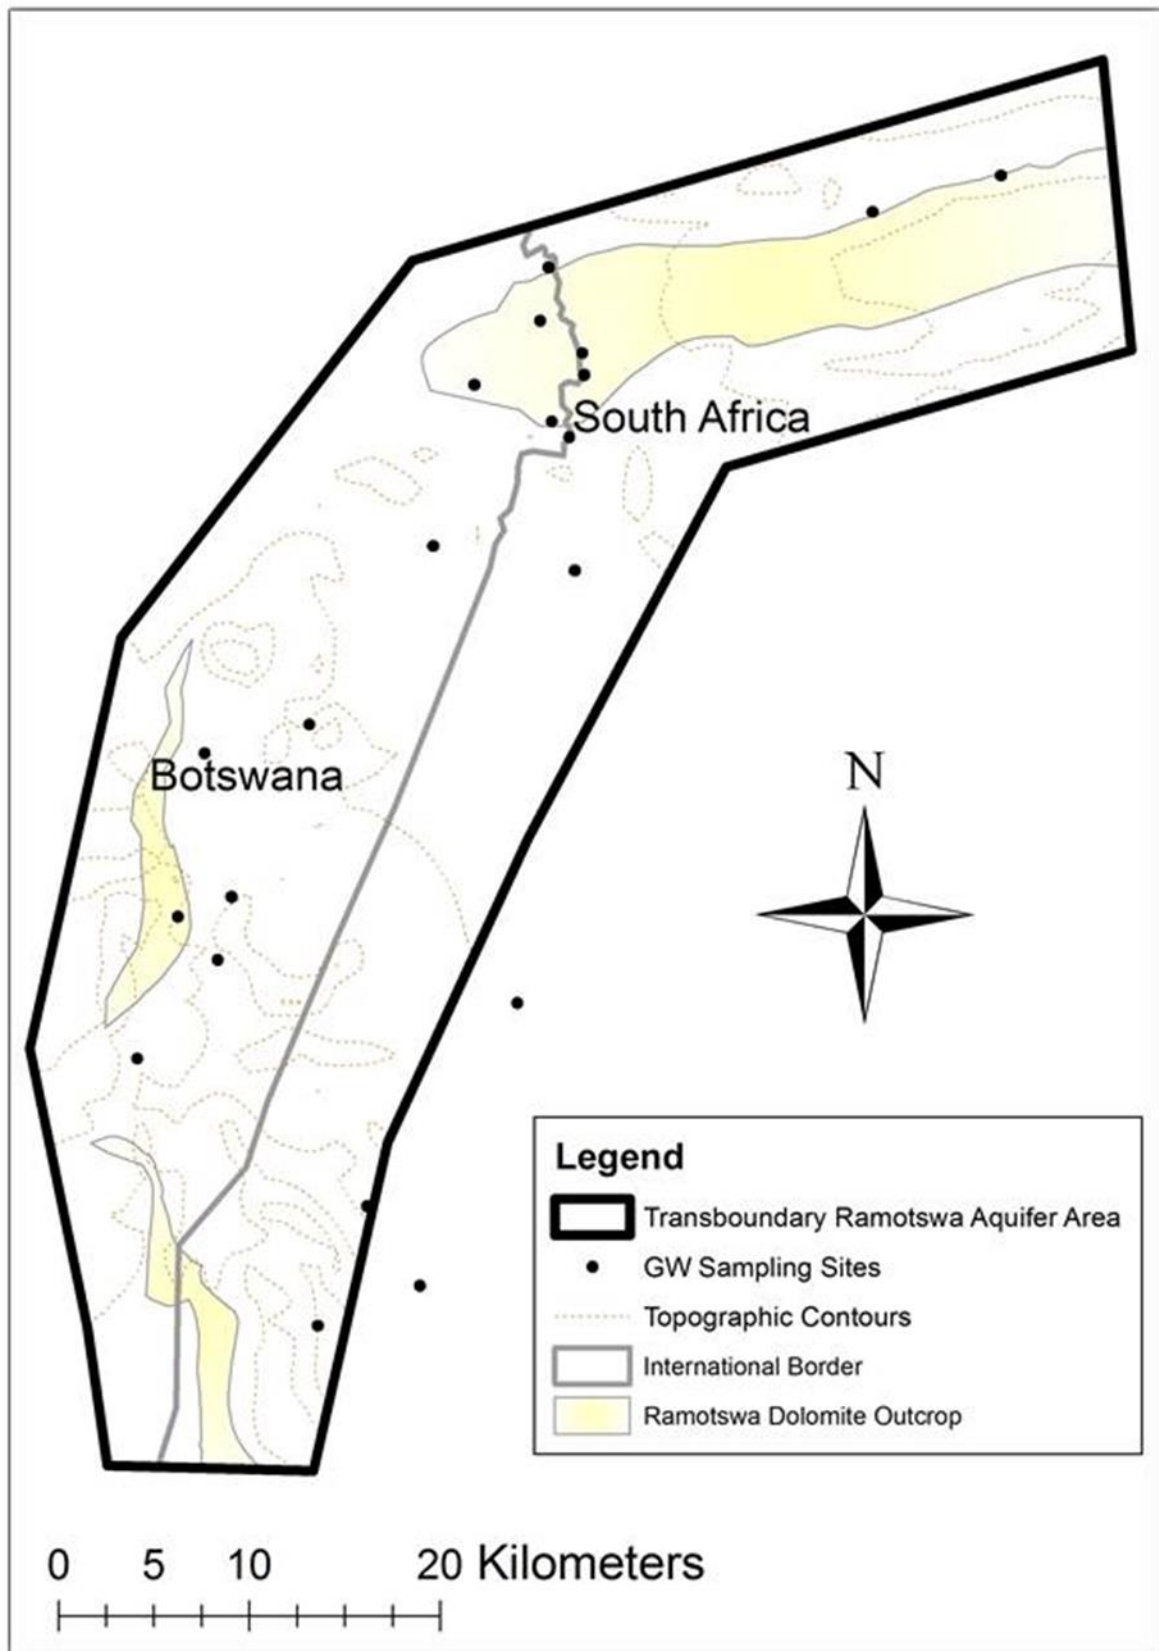 South Africa
Botswana
N
Legend
Transboundary Ramotswa Aquifer Area
GW Sampling Sites
Topographic Contours
International Border
Ramotswa Dolomite Outcrop
0 5 10 20 Kilometers